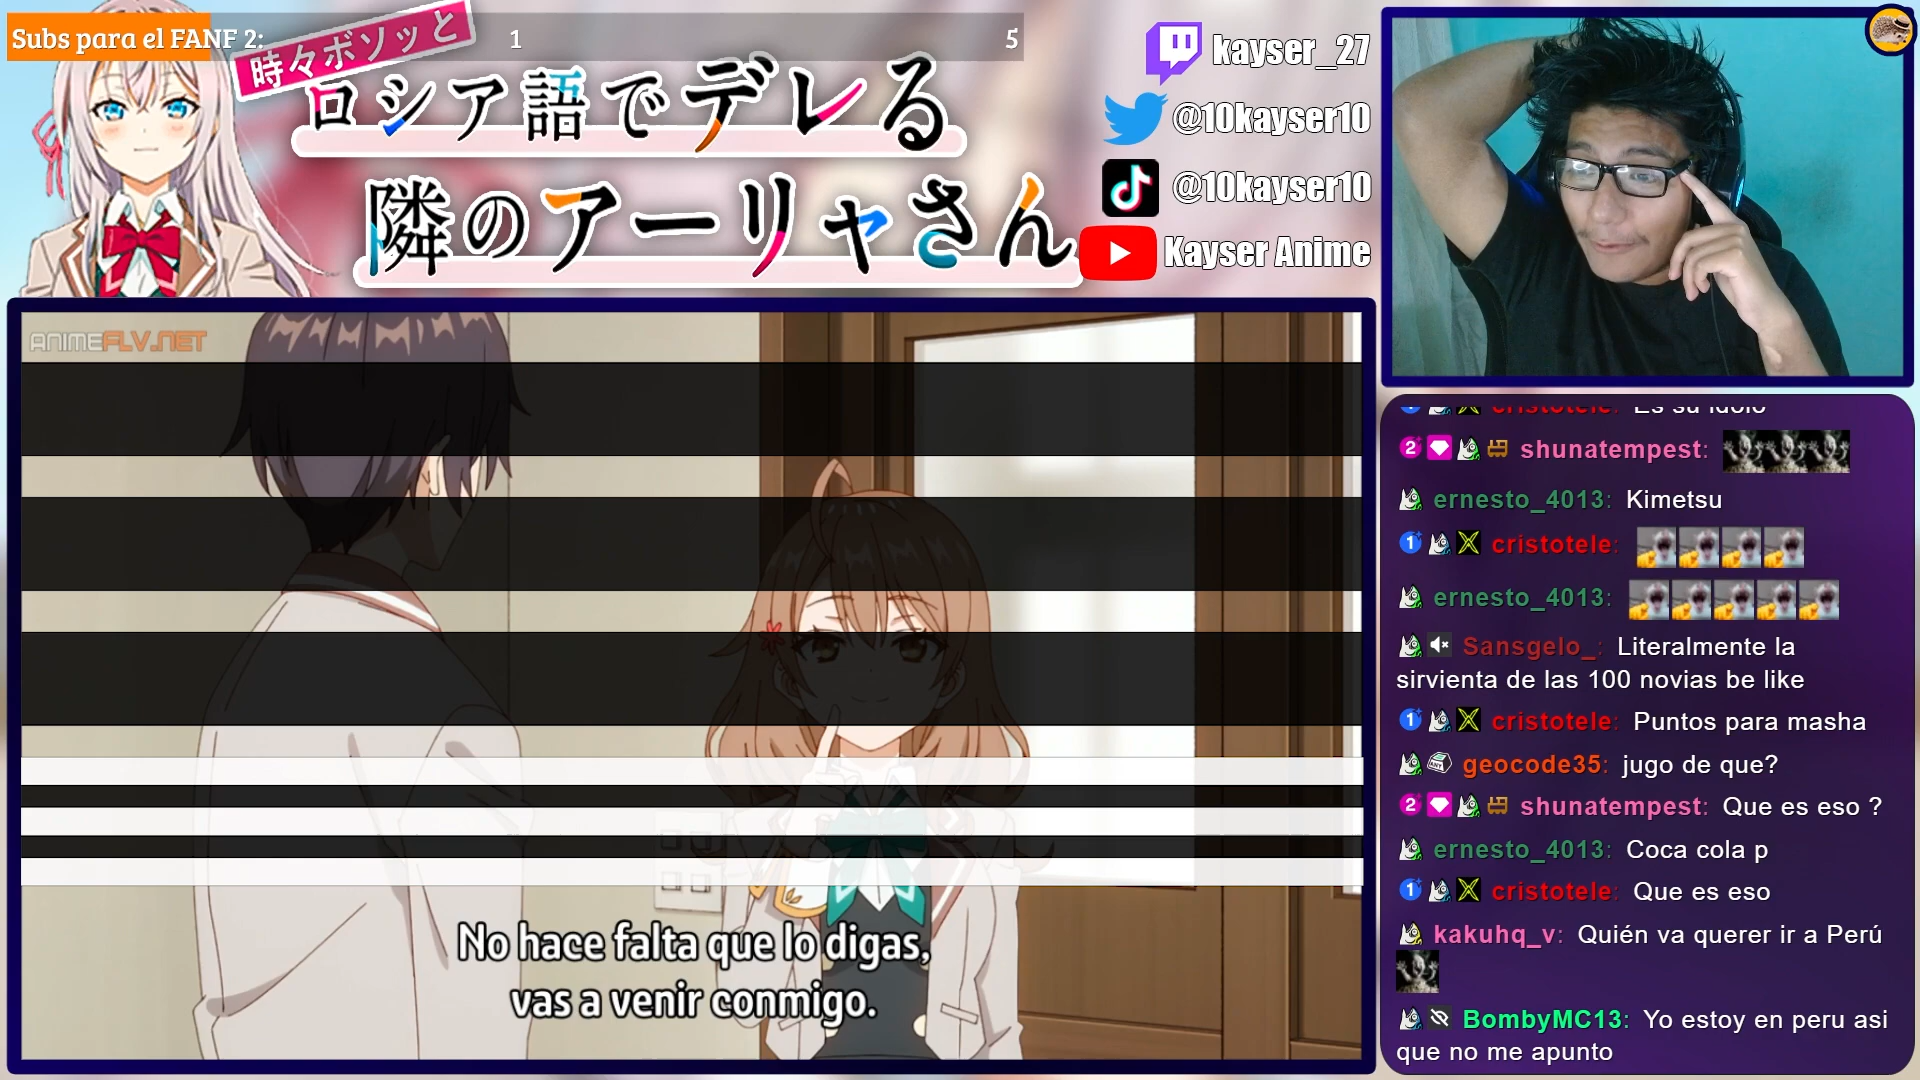 Subs para el FANF 2:
1
5
時々ボソッと
ロシア語でデレる
隣のアーリャさん
kayser_27
@10kayser10
@10kayser10
Kayser Anime
ANIMEFLV.NET
No hace falta que lo digas,
vas a venir conmigo.
cristotele: Es su idolo
shunatempest:
ernesto_4013: Kimetsu
cristotele:
ernesto_4013:
Sansgelo_: Literalmente la
sirvienta de las 100 novias be like
cristotele: Puntos para masha
geocode35: jugo de que?
shunatempest: Que es eso ?
ernesto_4013: Coca cola p
cristotele: Que es eso
kakuhq_v: Quién va querer ir a Perú
BombyMC13: Yo estoy en peru asi
que no me apunto